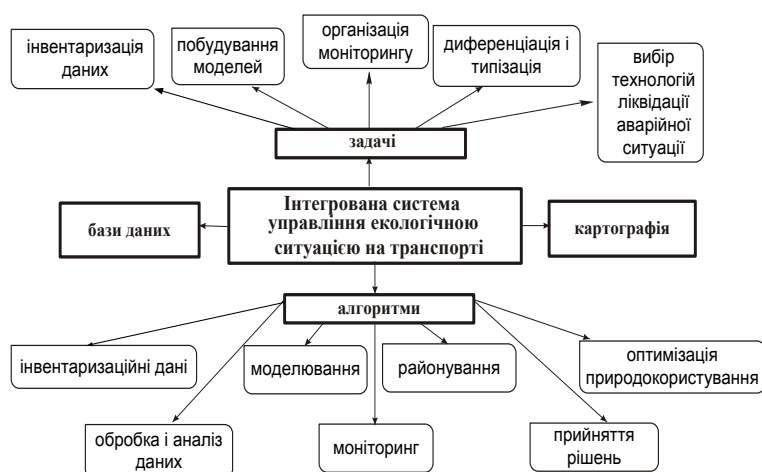 інвентаризація
даних
побудування
моделей
організація
моніторингу
диференціація і
типізація
вибір
технологій
ліквідації
аварійної
ситуації
задачі
бази даних
Інтегрована система
управління екологічною
ситуацією на транспорті
картографія
алгоритми
інвентаризаційні дані
моделювання
районування
оптимізація
природокористування
обробка і аналіз
даних
моніторинг
прийняття
рішень